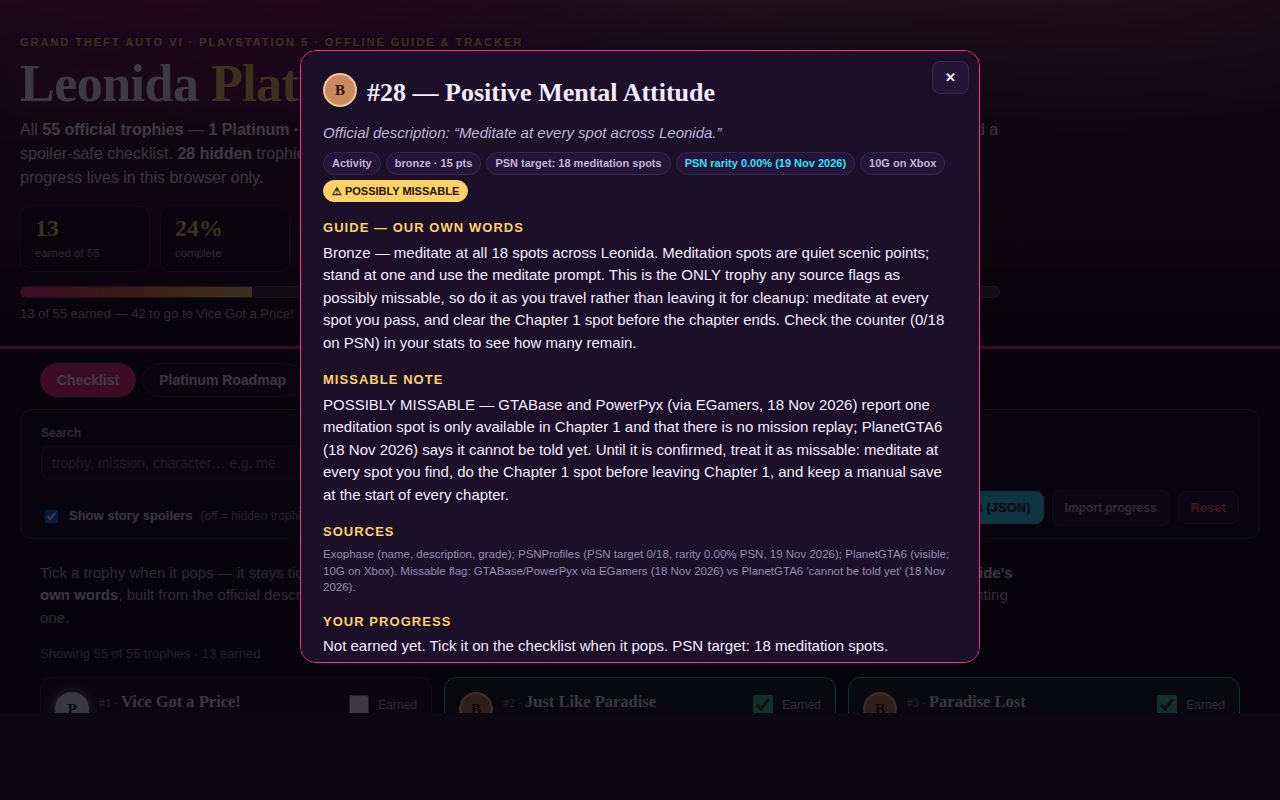 GRAND THEFT AUTO VI · PLAYSTATION 5 · OFFLINE GUIDE & TRACKER
Leonida Plat
All 55 official trophies — 1 Platinum ·
d a
spoiler-safe checklist. 28 hidden trophie
progress lives in this browser only.
13
earned of 55
24%
complete
13 of 55 earned — 42 to go to Vice Got a Price!
Checklist
Platinum Roadmap
Search
trophy, mission, character… e.g. me
Show story spoilers (off = hidden trophi
s (JSON)
Import progress
Reset
Tick a trophy when it pops — it stays tic
ide's
own words, built from the official descr
nting
one.
Showing 55 of 55 trophies · 13 earned
P
#1 · Vice Got a Price!
Earned
B
#2 · Just Like Paradise
Earned
B
#3 · Paradise Lost
Earned
B
#28 — Positive Mental Attitude
×
Official description: “Meditate at every spot across Leonida.”
Activity
bronze · 15 pts
PSN target: 18 meditation spots
PSN rarity 0.00% (19 Nov 2026)
10G on Xbox
⚠ POSSIBLY MISSABLE
GUIDE — OUR OWN WORDS
Bronze — meditate at all 18 spots across Leonida. Meditation spots are quiet scenic points;
stand at one and use the meditate prompt. This is the ONLY trophy any source flags as
possibly missable, so do it as you travel rather than leaving it for cleanup: meditate at every
spot you pass, and clear the Chapter 1 spot before the chapter ends. Check the counter (0/18
on PSN) in your stats to see how many remain.
MISSABLE NOTE
POSSIBLY MISSABLE — GTABase and PowerPyx (via EGamers, 18 Nov 2026) report one
meditation spot is only available in Chapter 1 and that there is no mission replay; PlanetGTA6
(18 Nov 2026) says it cannot be told yet. Until it is confirmed, treat it as missable: meditate at
every spot you find, do the Chapter 1 spot before leaving Chapter 1, and keep a manual save
at the start of every chapter.
SOURCES
Exophase (name, description, grade); PSNProfiles (PSN target 0/18, rarity 0.00% PSN, 19 Nov 2026); PlanetGTA6 (visible;
10G on Xbox). Missable flag: GTABase/PowerPyx via EGamers (18 Nov 2026) vs PlanetGTA6 'cannot be told yet' (18 Nov
2026).
YOUR PROGRESS
Not earned yet. Tick it on the checklist when it pops. PSN target: 18 meditation spots.